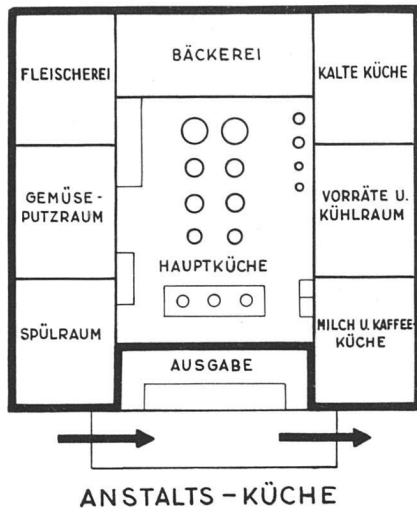 BÄCKEREI
FLEISCHEREI
KALTE KÜCHE
GEMÜSE-
PUTZRAUM
VORRÄTE U.
KÜHLRAUM
HAUPTKÜCHE
SPÜLRAUM
MILCH U. KAFFEE-
KÜCHE
AUSGABE
ANSTALTS-KÜCHE